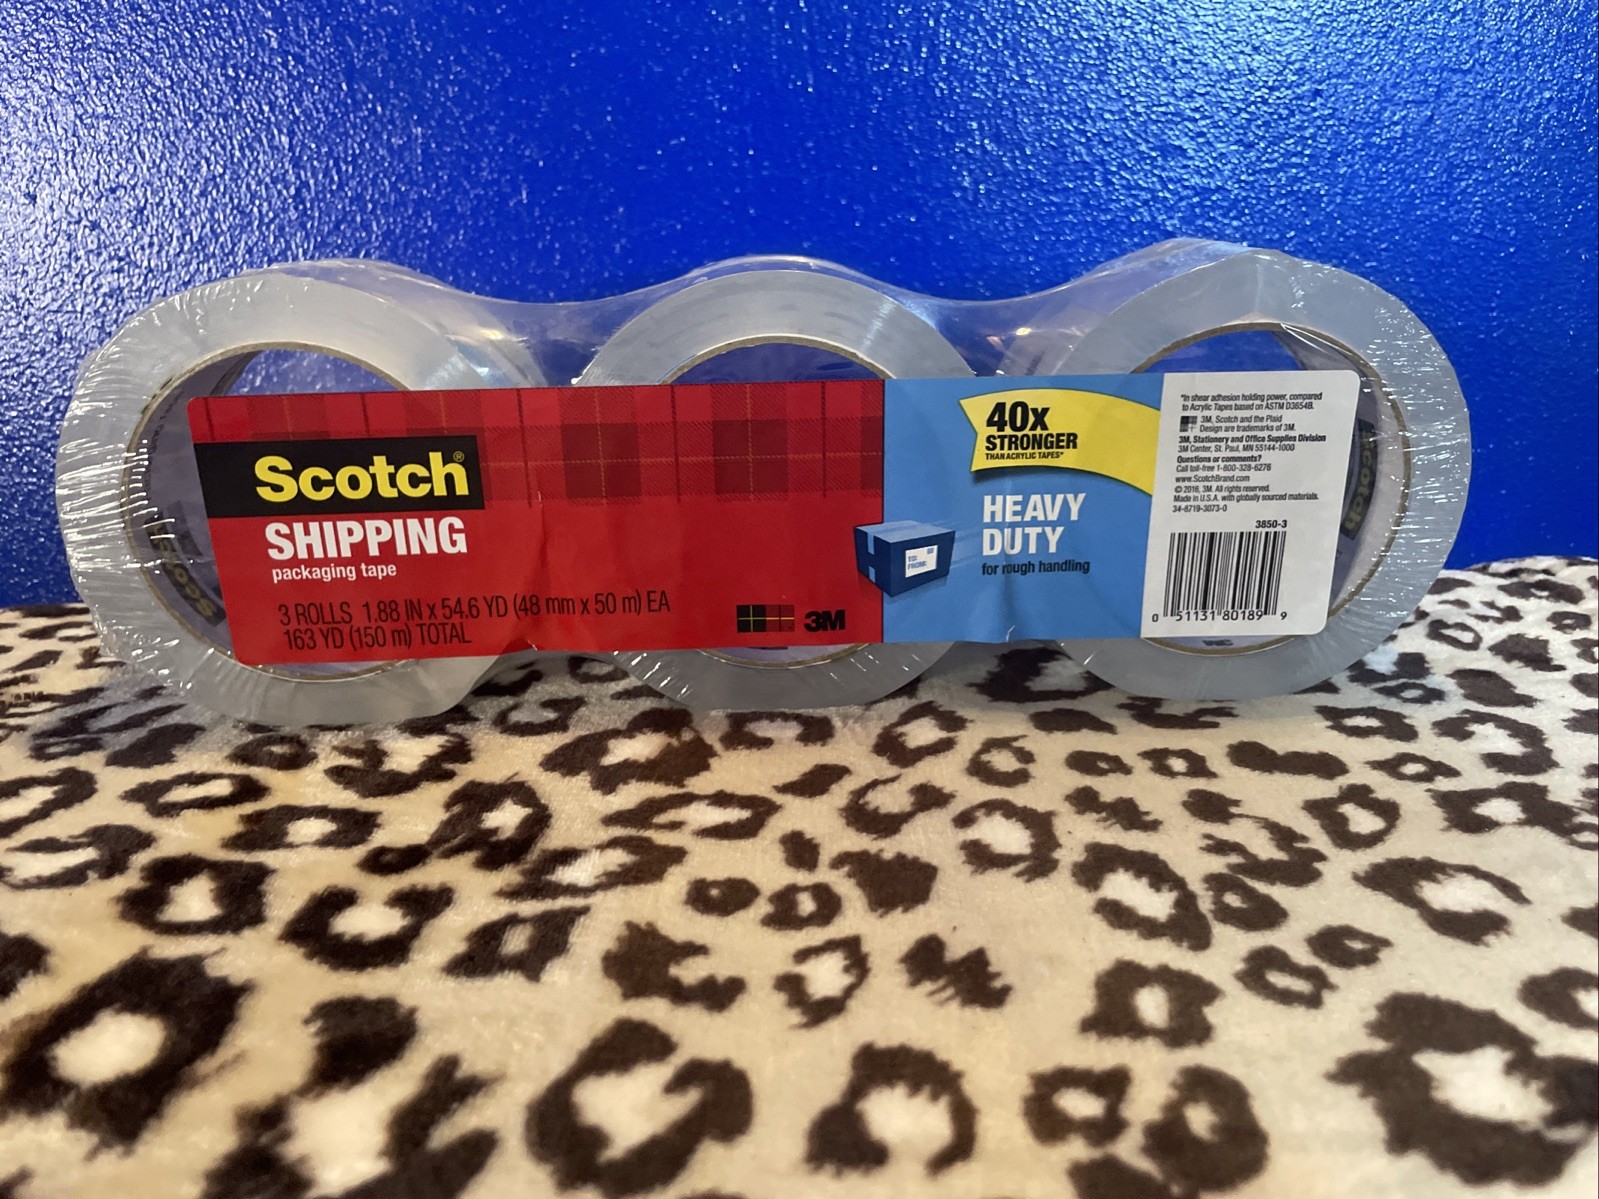 Scotch®
SHIPPING
packaging tape
3 ROLLS 1.88 IN x 54.6 YD (48 mm x 50 m) EA
163 YD (150 m) TOTAL
3M
40x
STRONGER
THAN ACRYLIC TAPES*
HEAVY
DUTY
for rough handling
TO:
FROM:
*In shear adhesion holding power, compared
to Acrylic Tapes based on ASTM D3654B.
3M, Scotch and the Plaid
Design are trademarks of 3M.
3M, Stationery and Office Supplies Division
3M Center, St. Paul, MN 55144-1000
Questions or comments?
Call toll-free 1-800-328-6276
www.ScotchBrand.com
© 2016, 3M. All rights reserved.
Made in U.S.A. with globally sourced materials.
34-8719-3073-0
3850-3
0 51131 80189 9
Scotch
Scotch